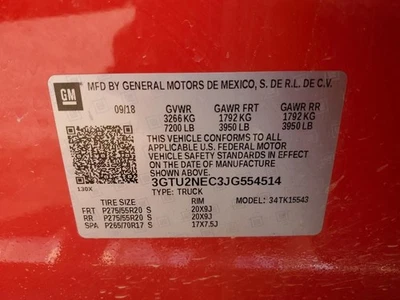 GM
MFD BY GENERAL MOTORS DE MEXICO, S. DE R.L. DE C.V.
09/18 GVWR GAWR FRT GAWR RR
3266 KG 1792 KG 1792 KG
7200 LB 3950 LB 3950 LB
THIS VEHICLE CONFORMS TO ALL
APPLICABLE U.S. FEDERAL MOTOR
VEHICLE SAFETY STANDARDS IN EFFECT ON THE
DATE OF MANUFACTURE SHOWN ABOVE.
3GTU2NEC3JG554514
TYPE: TRUCK
130X
TIRE SIZE RIM MODEL: 34TK15543
FRT P275/55R20 S 20X9J
RR P275/55R20 S 20X9J
SPA P265/70R17 S 17X7.5J